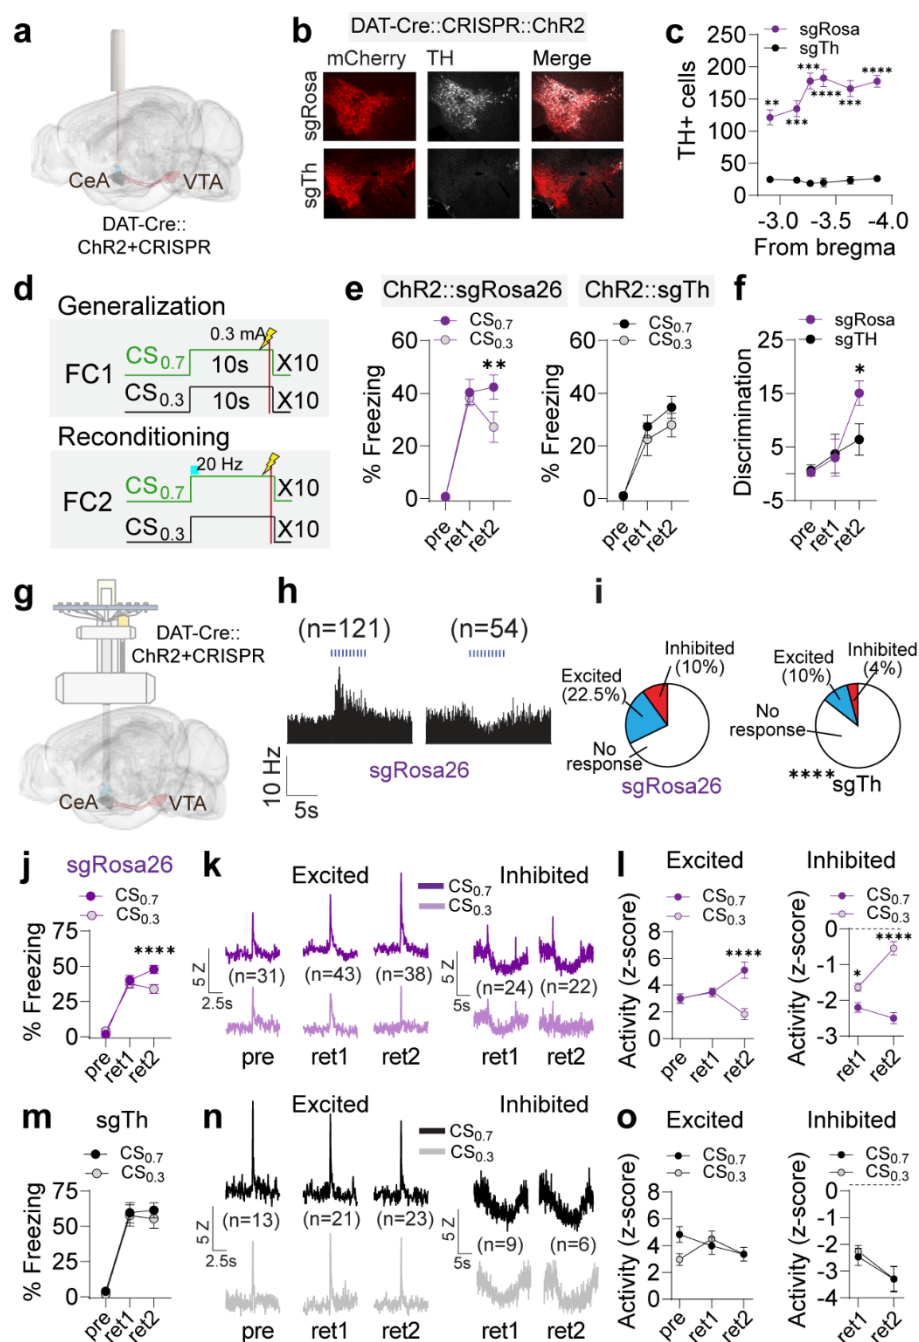 a
CeA
VTA
DAT-Cre::
ChR2+CRISPR
b
DAT-Cre::CRISPR::ChR2
mCherry
TH
Merge
sgRosa
sgTh
c
sgRosa
sgTh
TH+ cells
250
200
150
100
50
0
**
***
***
****
***
****
-3.0
-3.5
-4.0
From bregma
d
Generalization
FC1
0.3 mA
CS0.7
10s
X10
CS0.3
10s
X10
Reconditioning
FC2
20 Hz
CS0.7
X10
CS0.3
X10
e
ChR2::sgRosa26
CS0.7
CS0.3
% Freezing
60
40
20
0
**
pre
ret1
ret2
ChR2::sgTh
CS0.7
CS0.3
% Freezing
60
40
20
0
pre
ret1
ret2
f
sgRosa
sgTH
Discrimination
25
15
5
-5
*
pre
ret1
ret2
g
DAT-Cre::
ChR2+CRISPR
CeA
VTA
h
(n=121)
(n=54)
10 Hz
5s
sgRosa26
i
Excited
(22.5%)
Inhibited
(10%)
No
response
sgRosa26
Excited
(10%)
Inhibited
(4%)
No
response
****
sgTh
j
sgRosa26
CS0.7
CS0.3
% Freezing
75
50
25
0
****
pre
ret1
ret2
k
Excited
CS0.7
CS0.3
Inhibited
5 Z
2.5s
(n=31)
(n=43)
(n=38)
5 Z
5s
(n=24)
(n=22)
pre
ret1
ret2
ret1
ret2
l
Excited
CS0.7
CS0.3
Activity (z-score)
8
6
4
2
0
****
pre
ret1
ret2
Inhibited
CS0.7
CS0.3
Activity (z-score)
0
-1
-2
-3
*
****
ret1
ret2
m
sgTh
CS0.7
CS0.3
% Freezing
75
50
25
0
pre
ret1
ret2
n
Excited
CS0.7
CS0.3
Inhibited
5 Z
2.5s
(n=13)
(n=21)
(n=23)
5 Z
5s
(n=9)
(n=6)
pre
ret1
ret2
ret1
ret2
o
Excited
CS0.7
CS0.3
Activity (z-score)
8
6
4
2
0
pre
ret1
ret2
Inhibited
CS0.7
CS0.3
Activity (z-score)
0
-1
-2
-3
-4
ret1
ret2